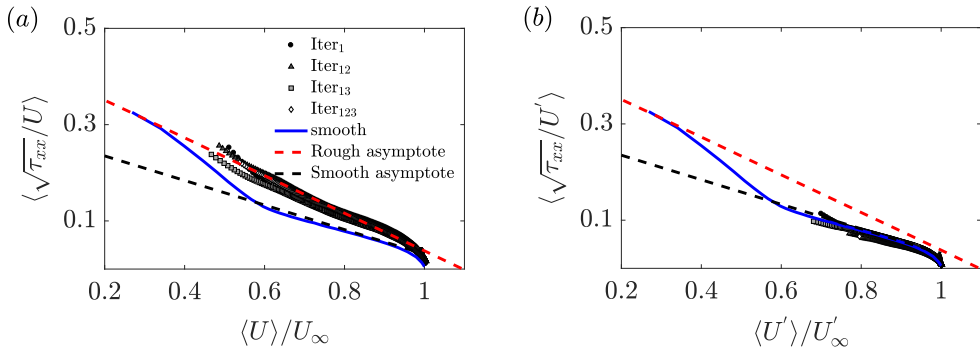 (a)
0.5
0.3
0.1
⟨√τxx/U⟩
Iter1
Iter12
Iter13
Iter123
smooth
Rough asymptote
Smooth asymptote
0.2 0.4 0.6 0.8 1
⟨U⟩/U∞
(b)
0.5
0.3
0.1
⟨√τxx/U′⟩
0.2 0.4 0.6 0.8 1
⟨U′⟩/U′∞